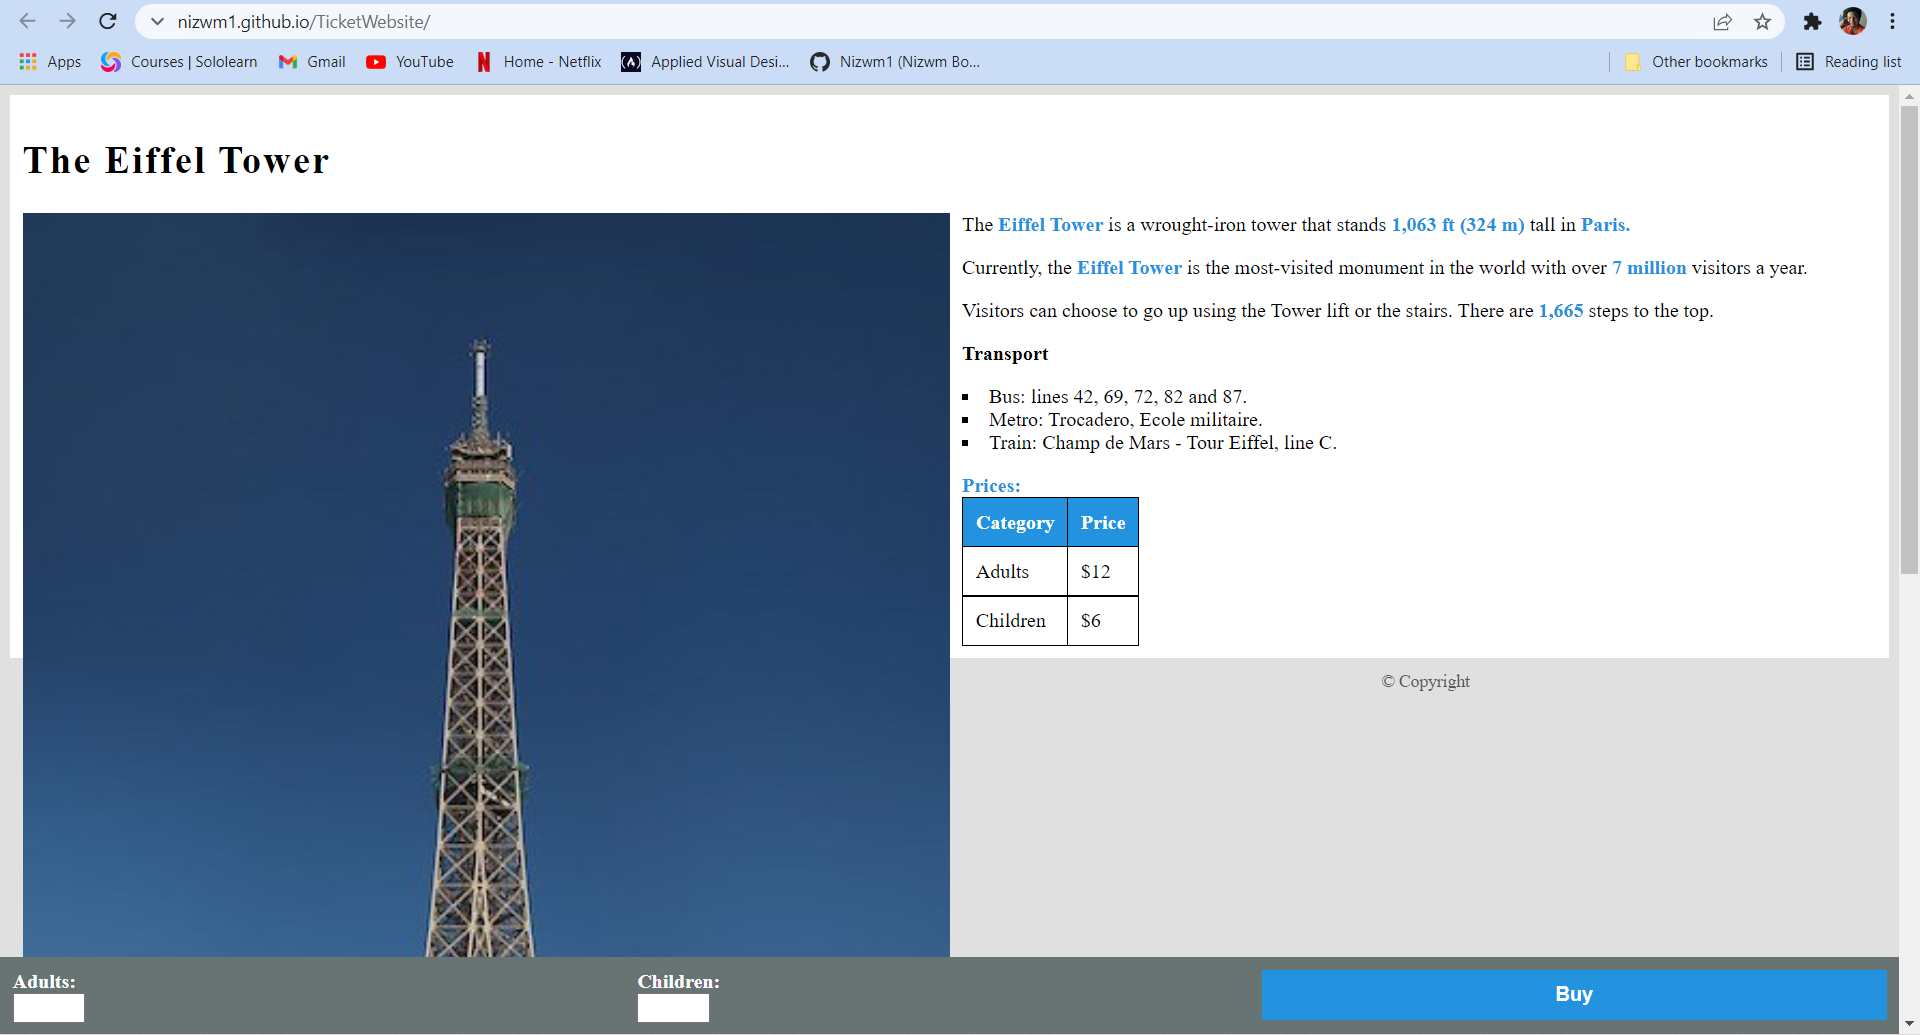 nizwm1.github.io/TicketWebsite/
Apps
Courses | Sololearn
Gmail
YouTube
Home - Netflix
Applied Visual Desi...
Nizwm1 (Nizwm Bo...
Other bookmarks
Reading list
The Eiffel Tower
The Eiffel Tower is a wrought-iron tower that stands 1,063 ft (324 m) tall in Paris.
Currently, the Eiffel Tower is the most-visited monument in the world with over 7 million visitors a year.
Visitors can choose to go up using the Tower lift or the stairs. There are 1,665 steps to the top.
Transport
Bus: lines 42, 69, 72, 82 and 87.
Metro: Trocadero, Ecole militaire.
Train: Champ de Mars - Tour Eiffel, line C.
Prices:
Category Price
Adults $12
Children $6
© Copyright
Adults:
Children:
Buy